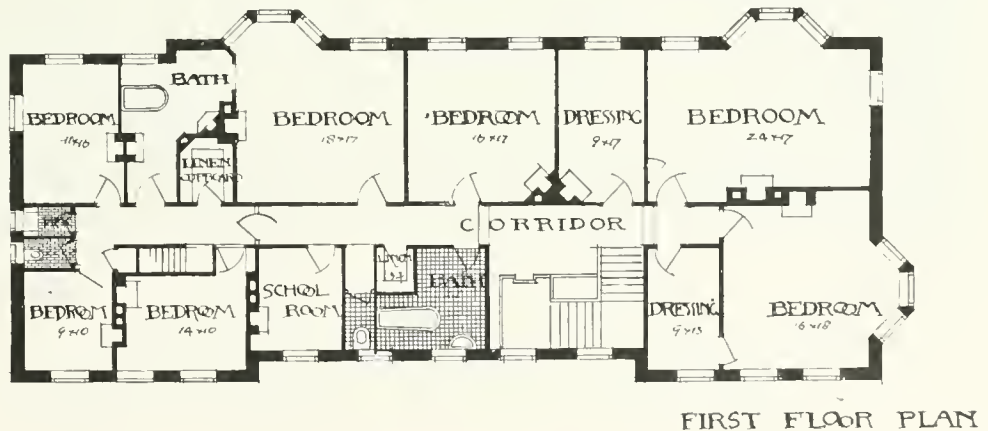 BATH
BEDROOM
11×16
BEDROOM
18×17
BEDROOM
16×17
DRESSING
9×17
BEDROOM
24×17
LINEN
CUPBOARD
CORRIDOR
BEDROOM
9×10
BEDROOM
14×10
SCHOOL
ROOM
BATH
DRESSING
9×13
BEDROOM
16×18
FIRST FLOOR PLAN